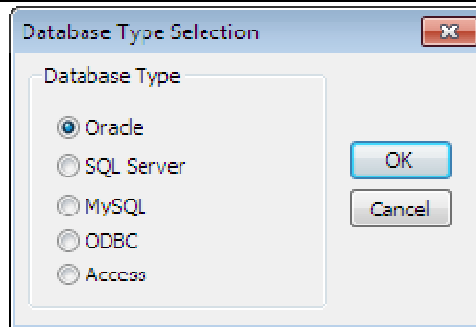 Database Type Selection
Database Type
Oracle
SQL Server
MySQL
ODBC
Access
OK
Cancel